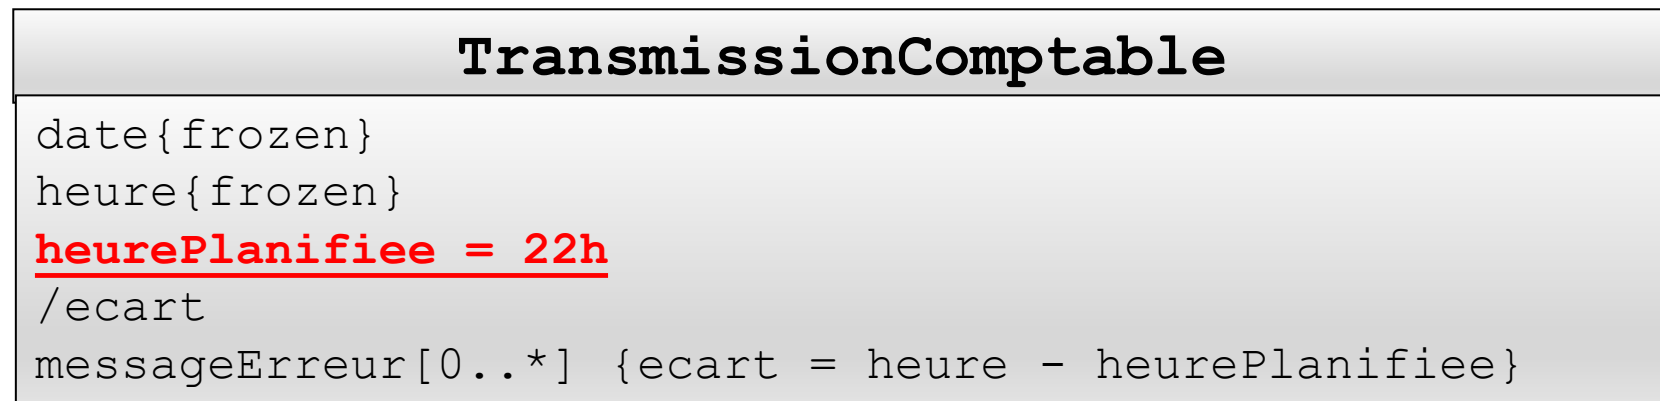 TransmissionComptable
date{frozen}
heure{frozen}
heurePlanifiee = 22h
/ecart
messageErreur[0..*] {ecart = heure - heurePlanifiee}